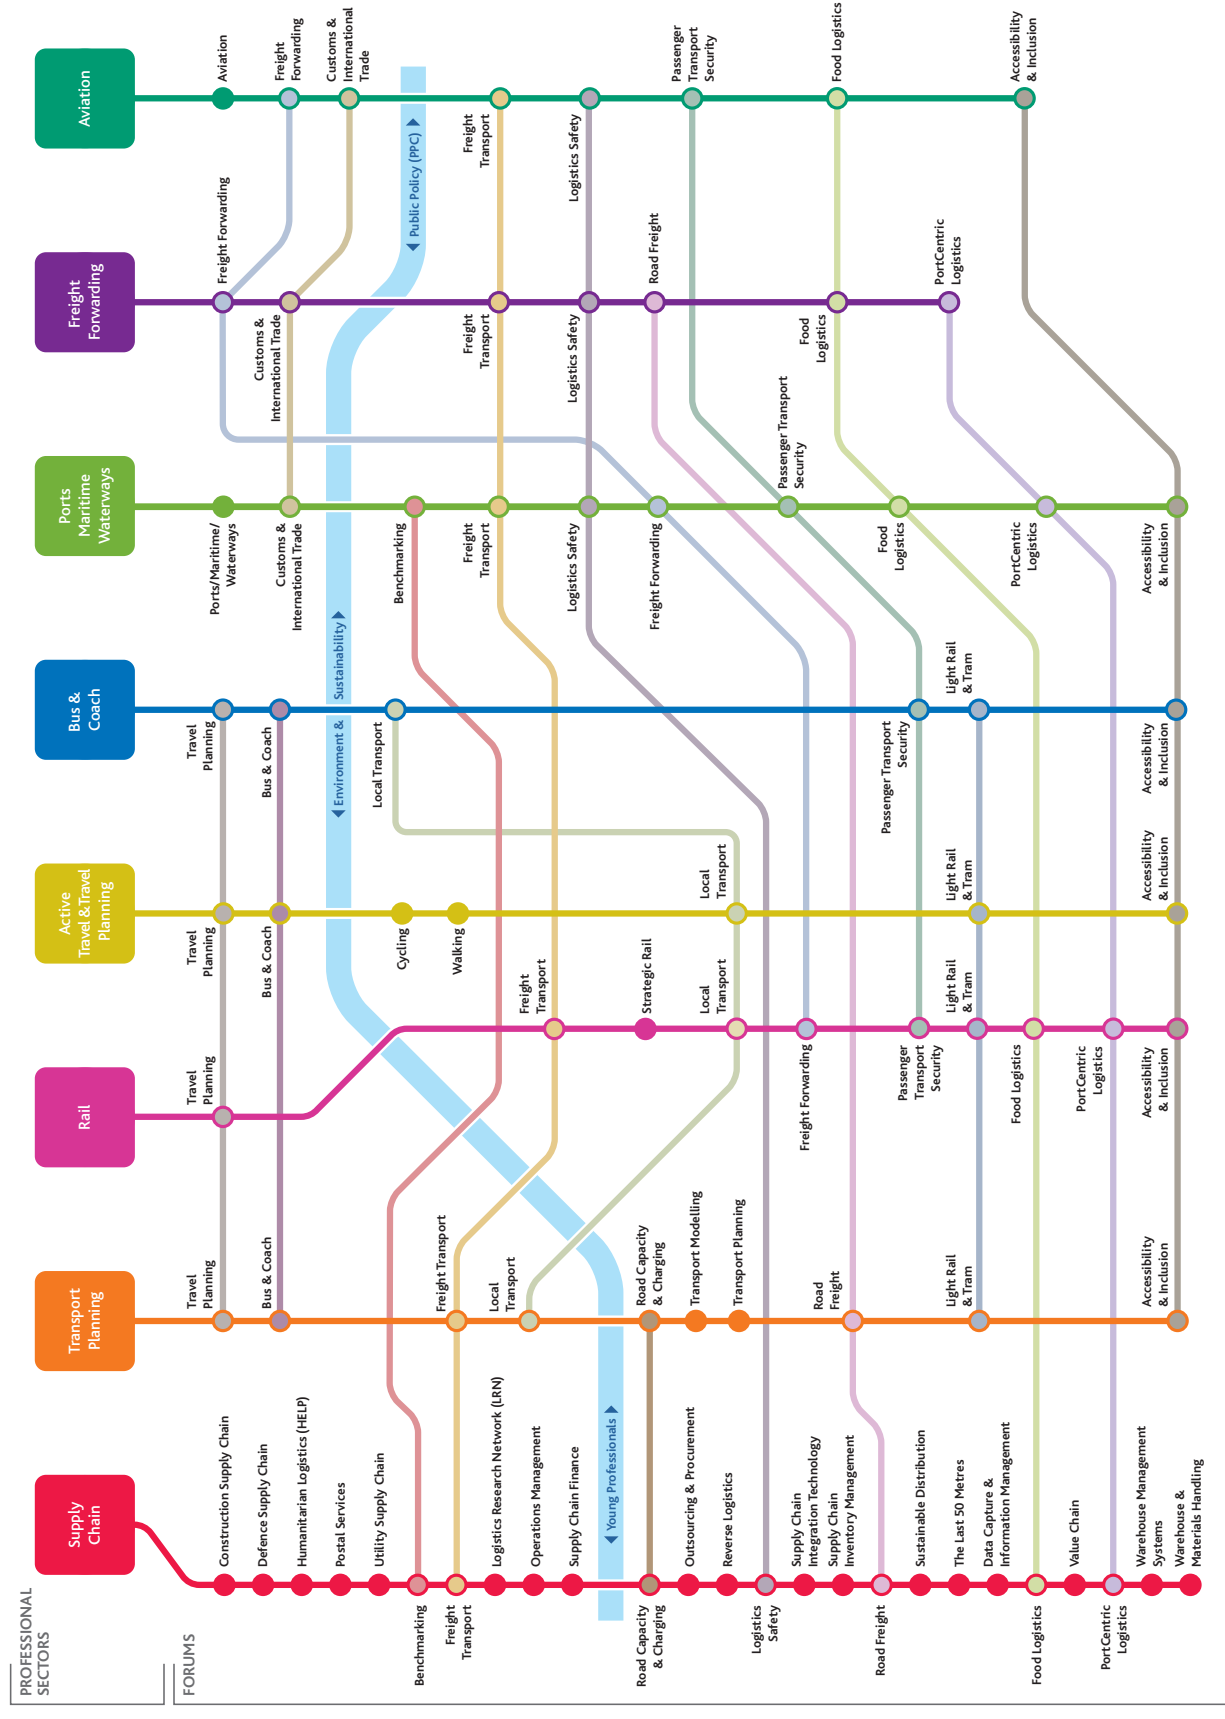 PROFESSIONAL
SECTORS
Supply
Chain
Transport
Planning
Rail
Active
Travel & Travel
Planning
Bus &
Coach
Ports
Maritime
Waterways
Freight
Forwarding
Aviation
FORUMS
Construction Supply Chain
Defence Supply Chain
Humanitarian Logistics (HELP)
Postal Services
Utility Supply Chain
Benchmarking
Freight
Transport
Logistics Research Network (LRN)
Operations Management
Supply Chain Finance
Young Professionals
Road Capacity
& Charging
Outsourcing & Procurement
Reverse Logistics
Logistics
Safety
Supply Chain
Integration Technology
Supply Chain
Inventory Management
Road Freight
Sustainable Distribution
The Last 50 Metres
Data Capture &
Information Management
Food Logistics
Value Chain
PortCentric
Logistics
Warehouse Management
Systems
Warehouse &
Materials Handling
Travel
Planning
Bus & Coach
Freight Transport
Local
Transport
Road Capacity
& Charging
Transport Modelling
Transport Planning
Road
Freight
Light Rail
& Tram
Accessibility
& Inclusion
Travel
Planning
Freight
Transport
Strategic Rail
Local
Transport
Freight Forwarding
Passenger
Transport
Security
Light Rail
& Tram
Food Logistics
PortCentric
Logistics
Accessibility
& Inclusion
Travel
Planning
Bus & Coach
Cycling
Walking
Local
Transport
Light Rail
& Tram
Accessibility
& Inclusion
Travel
Planning
Bus & Coach
Environment & Sustainability
Local Transport
Passenger Transport
Security
Light Rail
& Tram
Accessibility
& Inclusion
Ports/Maritime/
Waterways
Customs &
International Trade
Benchmarking
Freight
Transport
Logistics Safety
Freight Forwarding
Passenger Transport
Security
Food
Logistics
PortCentric
Logistics
Accessibility
& Inclusion
Freight Forwarding
Customs &
International Trade
Freight
Transport
Logistics Safety
Road Freight
Food
Logistics
PortCentric
Logistics
Aviation
Freight
Forwarding
Customs &
International
Trade
Public Policy (PPC)
Freight
Transport
Logistics Safety
Passenger
Transport
Security
Food Logistics
Accessibility
& Inclusion